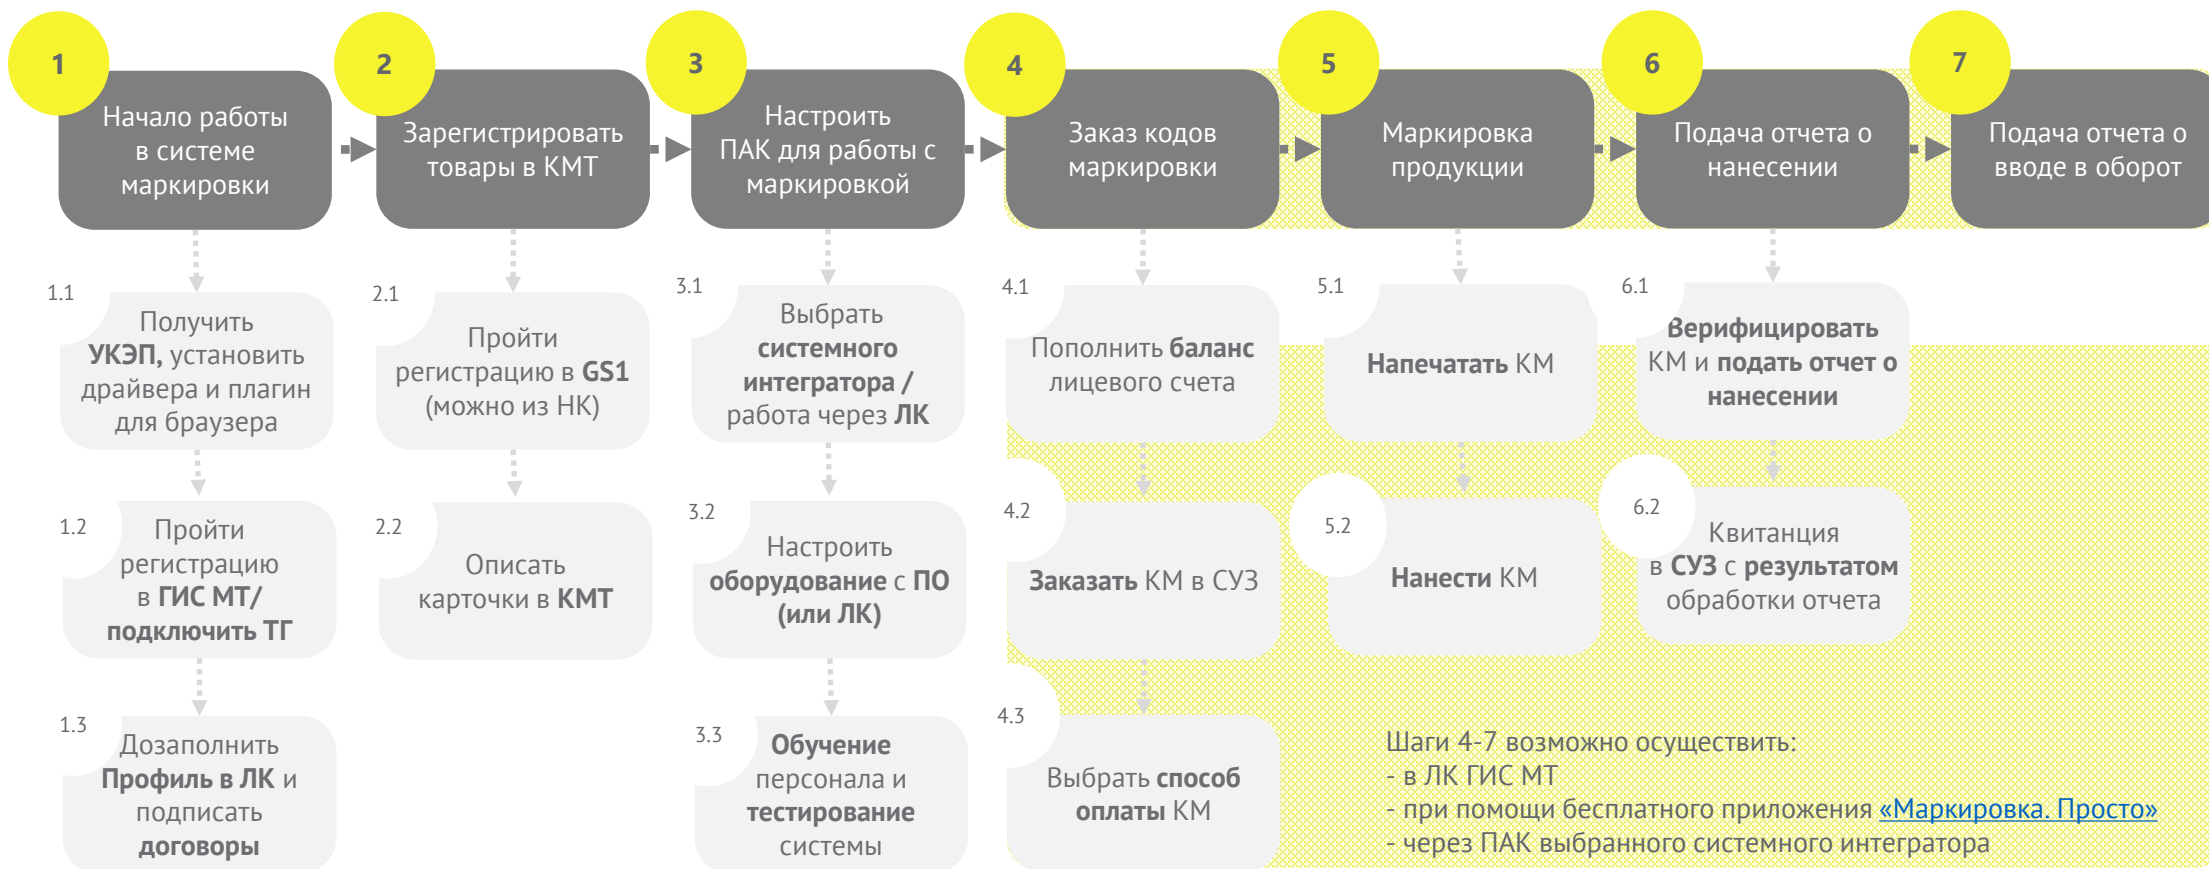 1
Начало работы
в системе
маркировки
2
Зарегистрировать
товары в КМТ
3
Настроить
ПАК для работы с
маркировкой
4
Заказ кодов
маркировки
5
Маркировка
продукции
6
Подача отчета о
нанесении
7
Подача отчета о
вводе в оборот
1.1
Получить
УКЭП, установить
драйвера и плагин
для браузера
1.2
Пройти
регистрацию
в ГИС МТ/
подключить ТГ
1.3
Дозаполнить
Профиль в ЛК и
подписать
договоры
2.1
Пройти
регистрацию в GS1
(можно из НК)
2.2
Описать
карточки в КМТ
3.1
Выбрать
системного
интегратора /
работа через ЛК
3.2
Настроить
оборудование с ПО
(или ЛК)
3.3
Обучение
персонала и
тестирование
системы
4.1
Пополнить баланс
лицевого счета
4.2
Заказать КМ в СУЗ
4.3
Выбрать способ
оплаты КМ
5.1
Напечатать КМ
5.2
Нанести КМ
6.1
Верифицировать
КМ и подать отчет о
нанесении
6.2
Квитанция
в СУЗ с результатом
обработки отчета
Шаги 4-7 возможно осуществить:
- в ЛК ГИС МТ
- при помощи бесплатного приложения «Маркировка. Просто»
- через ПАК выбранного системного интегратора